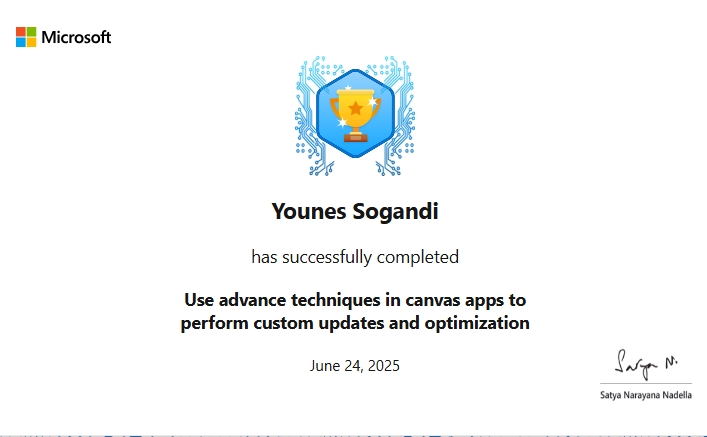 Microsoft
Younes Sogandi
has successfully completed
Use advance techniques in canvas apps to
perform custom updates and optimization
June 24, 2025
Satya N.
Satya Narayana Nadella